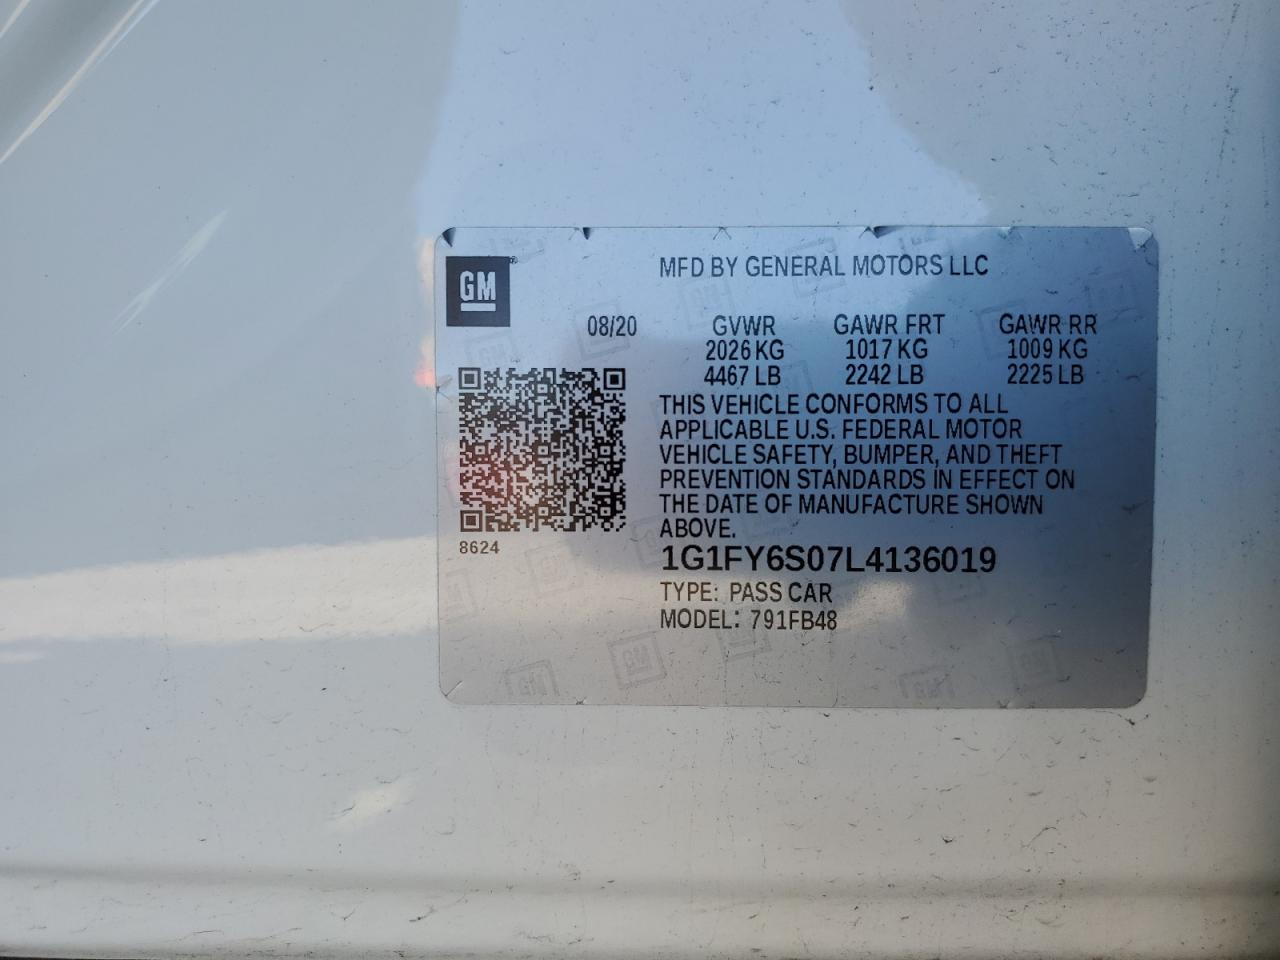 GM®
MFD BY GENERAL MOTORS LLC
08/20 GVWR GAWR FRT GAWR RR
2026 KG 1017 KG 1009 KG
4467 LB 2242 LB 2225 LB
THIS VEHICLE CONFORMS TO ALL
APPLICABLE U.S. FEDERAL MOTOR
VEHICLE SAFETY, BUMPER, AND THEFT
PREVENTION STANDARDS IN EFFECT ON
THE DATE OF MANUFACTURE SHOWN
ABOVE.
8624
1G1FY6S07L4136019
TYPE: PASS CAR
MODEL: 791FB48